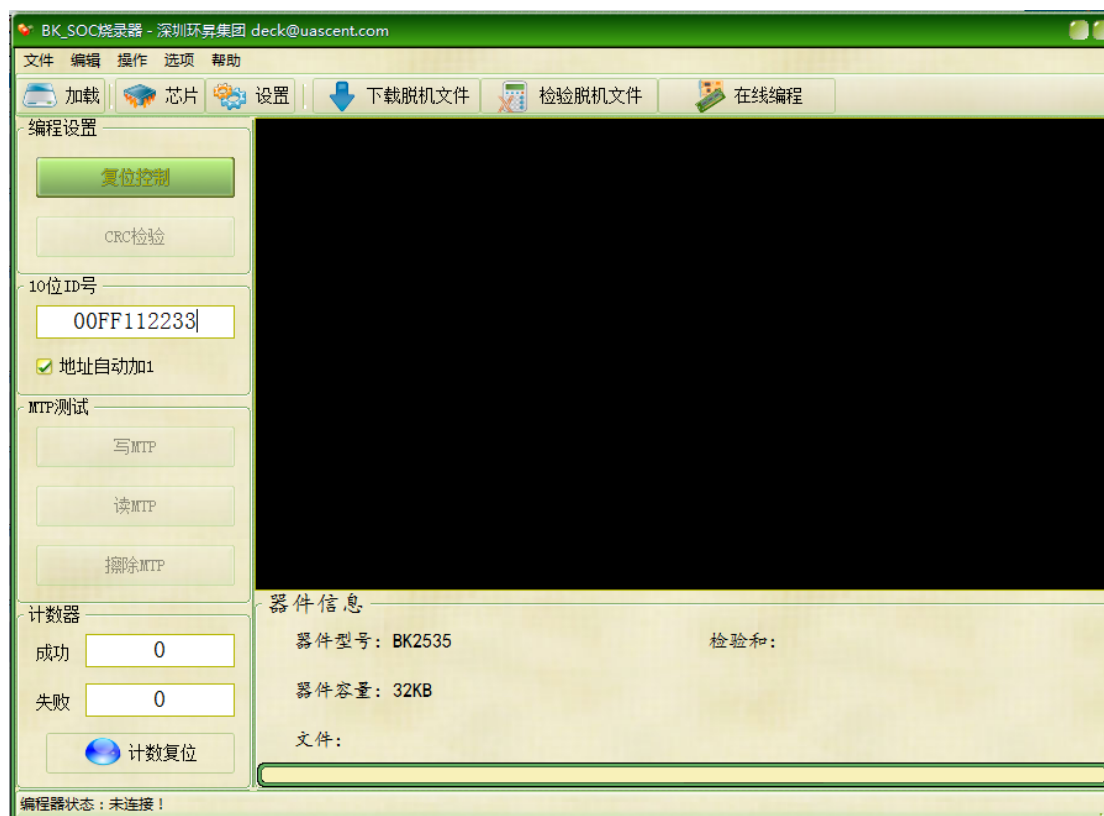 BK_SOC烧录器 - 深圳环昇集团 deck@uascent.com
文件 编辑 操作 选项 帮助
加载 芯片 设置 下载脱机文件 检验脱机文件 在线编程
编程设置
复位控制
CRC检验
10位ID号
00FF112233
地址自动加1
MTP测试
写MTP
读MTP
擦除MTP
计数器
成功 0
失败 0
计数复位
器件信息
器件型号: BK2535 检验和:
器件容量: 32KB
文件:
编程器状态:未连接!